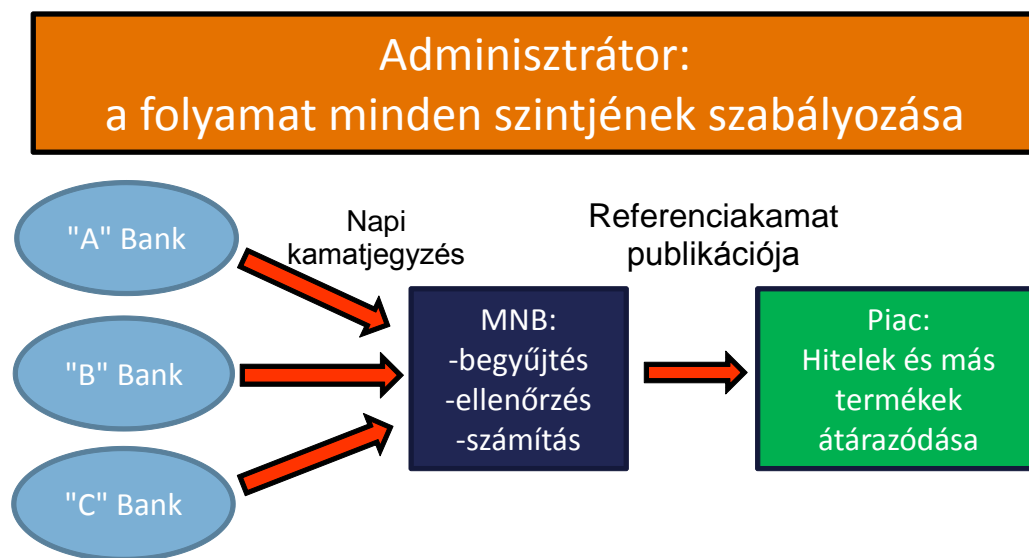 Adminisztrátor:
a folyamat minden szintjének szabályozása
"A" Bank
"B" Bank
"C" Bank
Napi
kamatjegyzés
MNB:
-begyűjtés
-ellenőrzés
-számítás
Referenciakamat
publikációja
Piac:
Hitelek és más
termékek
átárazódása